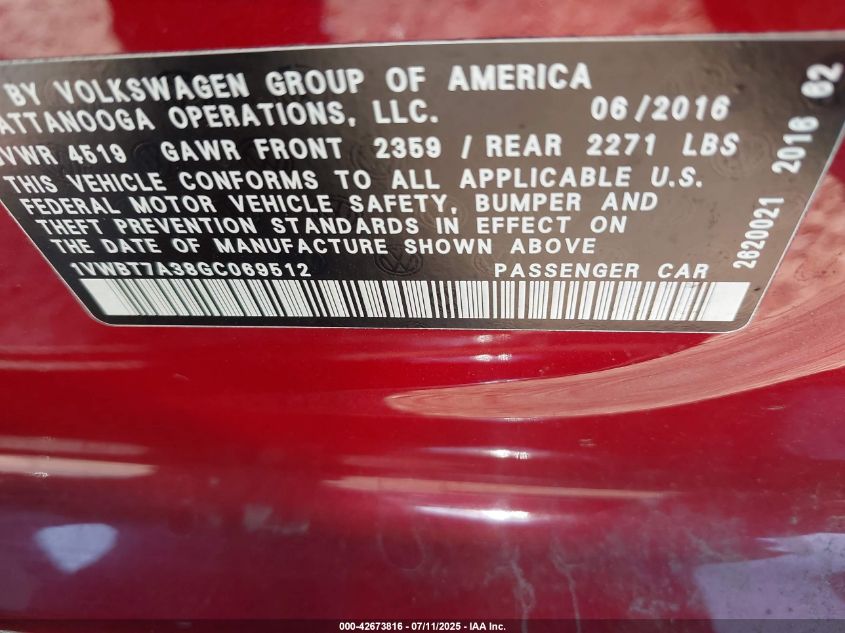 BY VOLKSWAGEN GROUP OF AMERICA
ATTANOOGA OPERATIONS, LLC. 06/2016
VWR 4519 GAWR FRONT 2359 / REAR 2271 LBS
THIS VEHICLE CONFORMS TO ALL APPLICABLE U.S.
FEDERAL MOTOR VEHICLE SAFETY, BUMPER AND
THEFT PREVENTION STANDARDS IN EFFECT ON
THE DATE OF MANUFACTURE SHOWN ABOVE
1VWBT7A38GC069512 PASSENGER CAR
2620021 2016 02
000-42673816 - 07/11/2025 - IAA Inc.